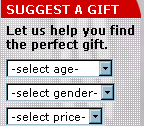 SUGGEST A GIFT
Let us help you find
the perfect gift.
-select age-
-select gender-
-select price-